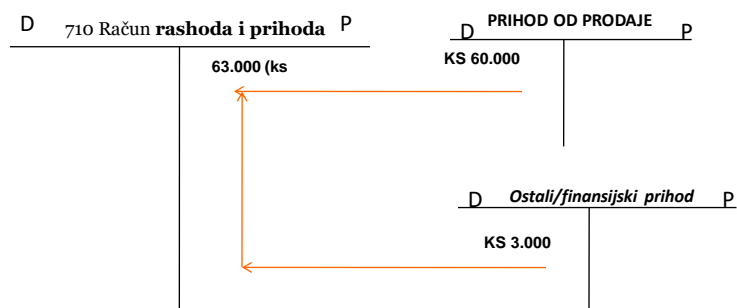 D 710 Račun rashoda i prihoda P
63.000 (ks
PRIHOD OD PRODAJE
D P
KS 60.000
D Ostali/finansijski prihod P
KS 3.000